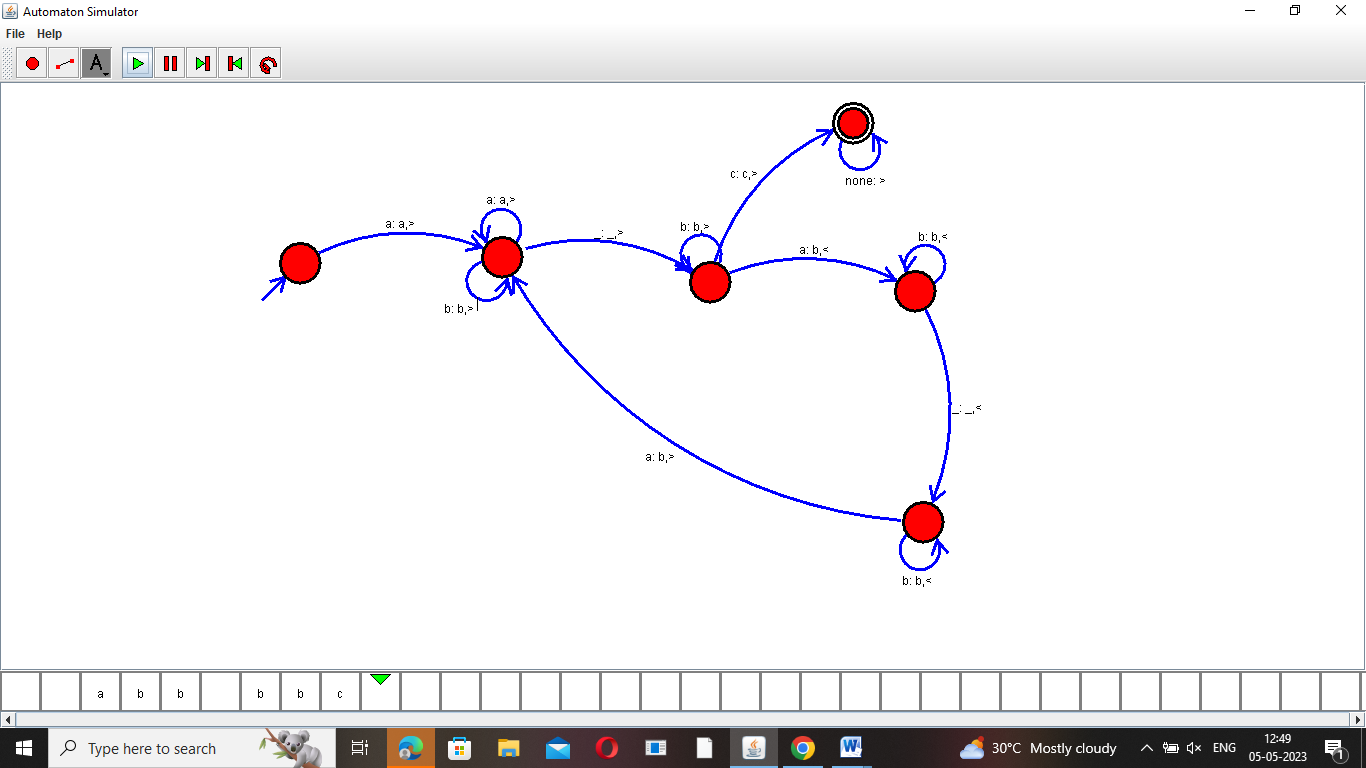 Automaton Simulator
File Help
A
c: c,>
none: >
a: a,>
a: a,>
_: _,>
b: b,>
b: b,<
a: b,<
b: b,>
_: _,<
a: b,>
b: b,<
a b b b b c
Type here to search
30°C Mostly cloudy
ENG
12:49
05-05-2023
1